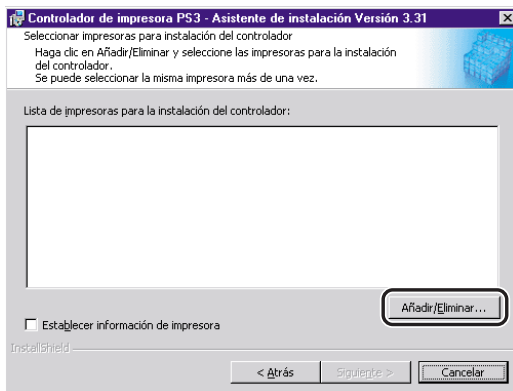 Controlador de impresora PS3 - Asistente de instalación Versión 3.31
Seleccionar impresoras para instalación del controlador
Haga clic en Añadir/Eliminar y seleccione las impresoras para la instalación
del controlador.
Se puede seleccionar la misma impresora más de una vez.
Lista de impresoras para la instalación del controlador:
Añadir/Eliminar...
Establecer información de impresora
InstallShield
< Atrás
Siguiente >
Cancelar